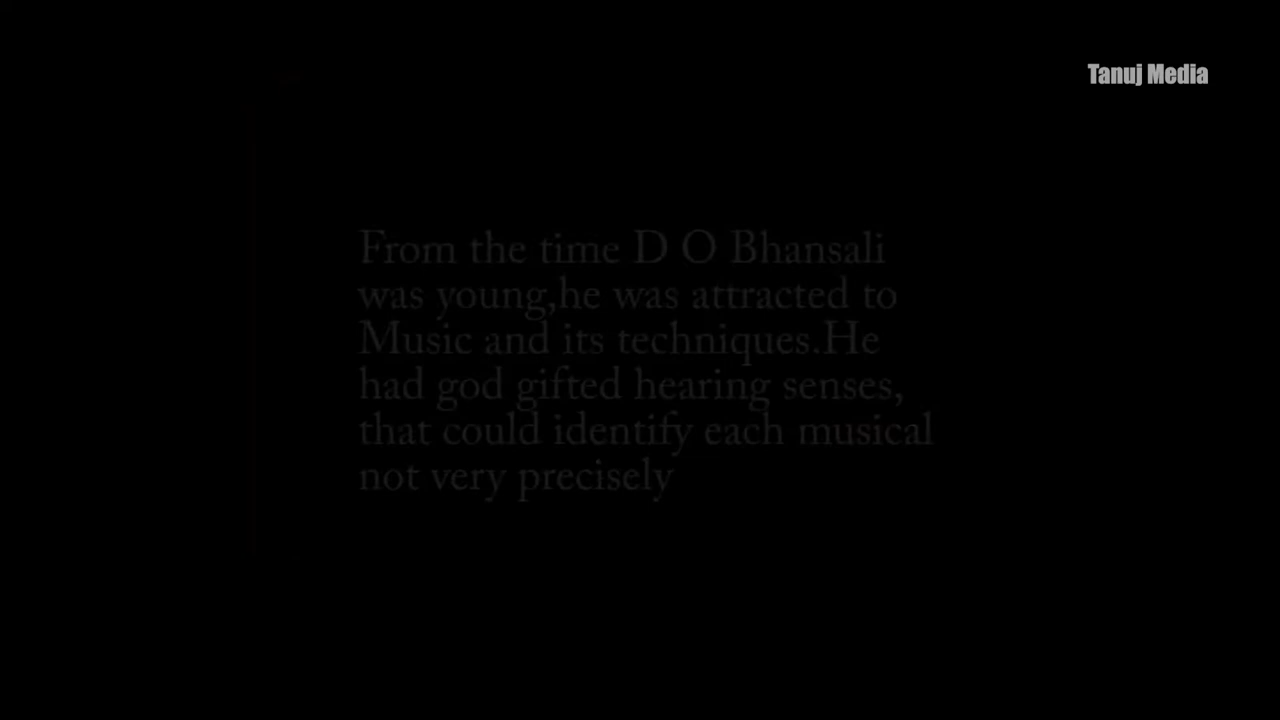 Tanuj Media
From the time D O Bhansali
was young,he was attracted to
Music and its techniques.He
had god gifted hearing senses,
that could identify each musical
not very precisely